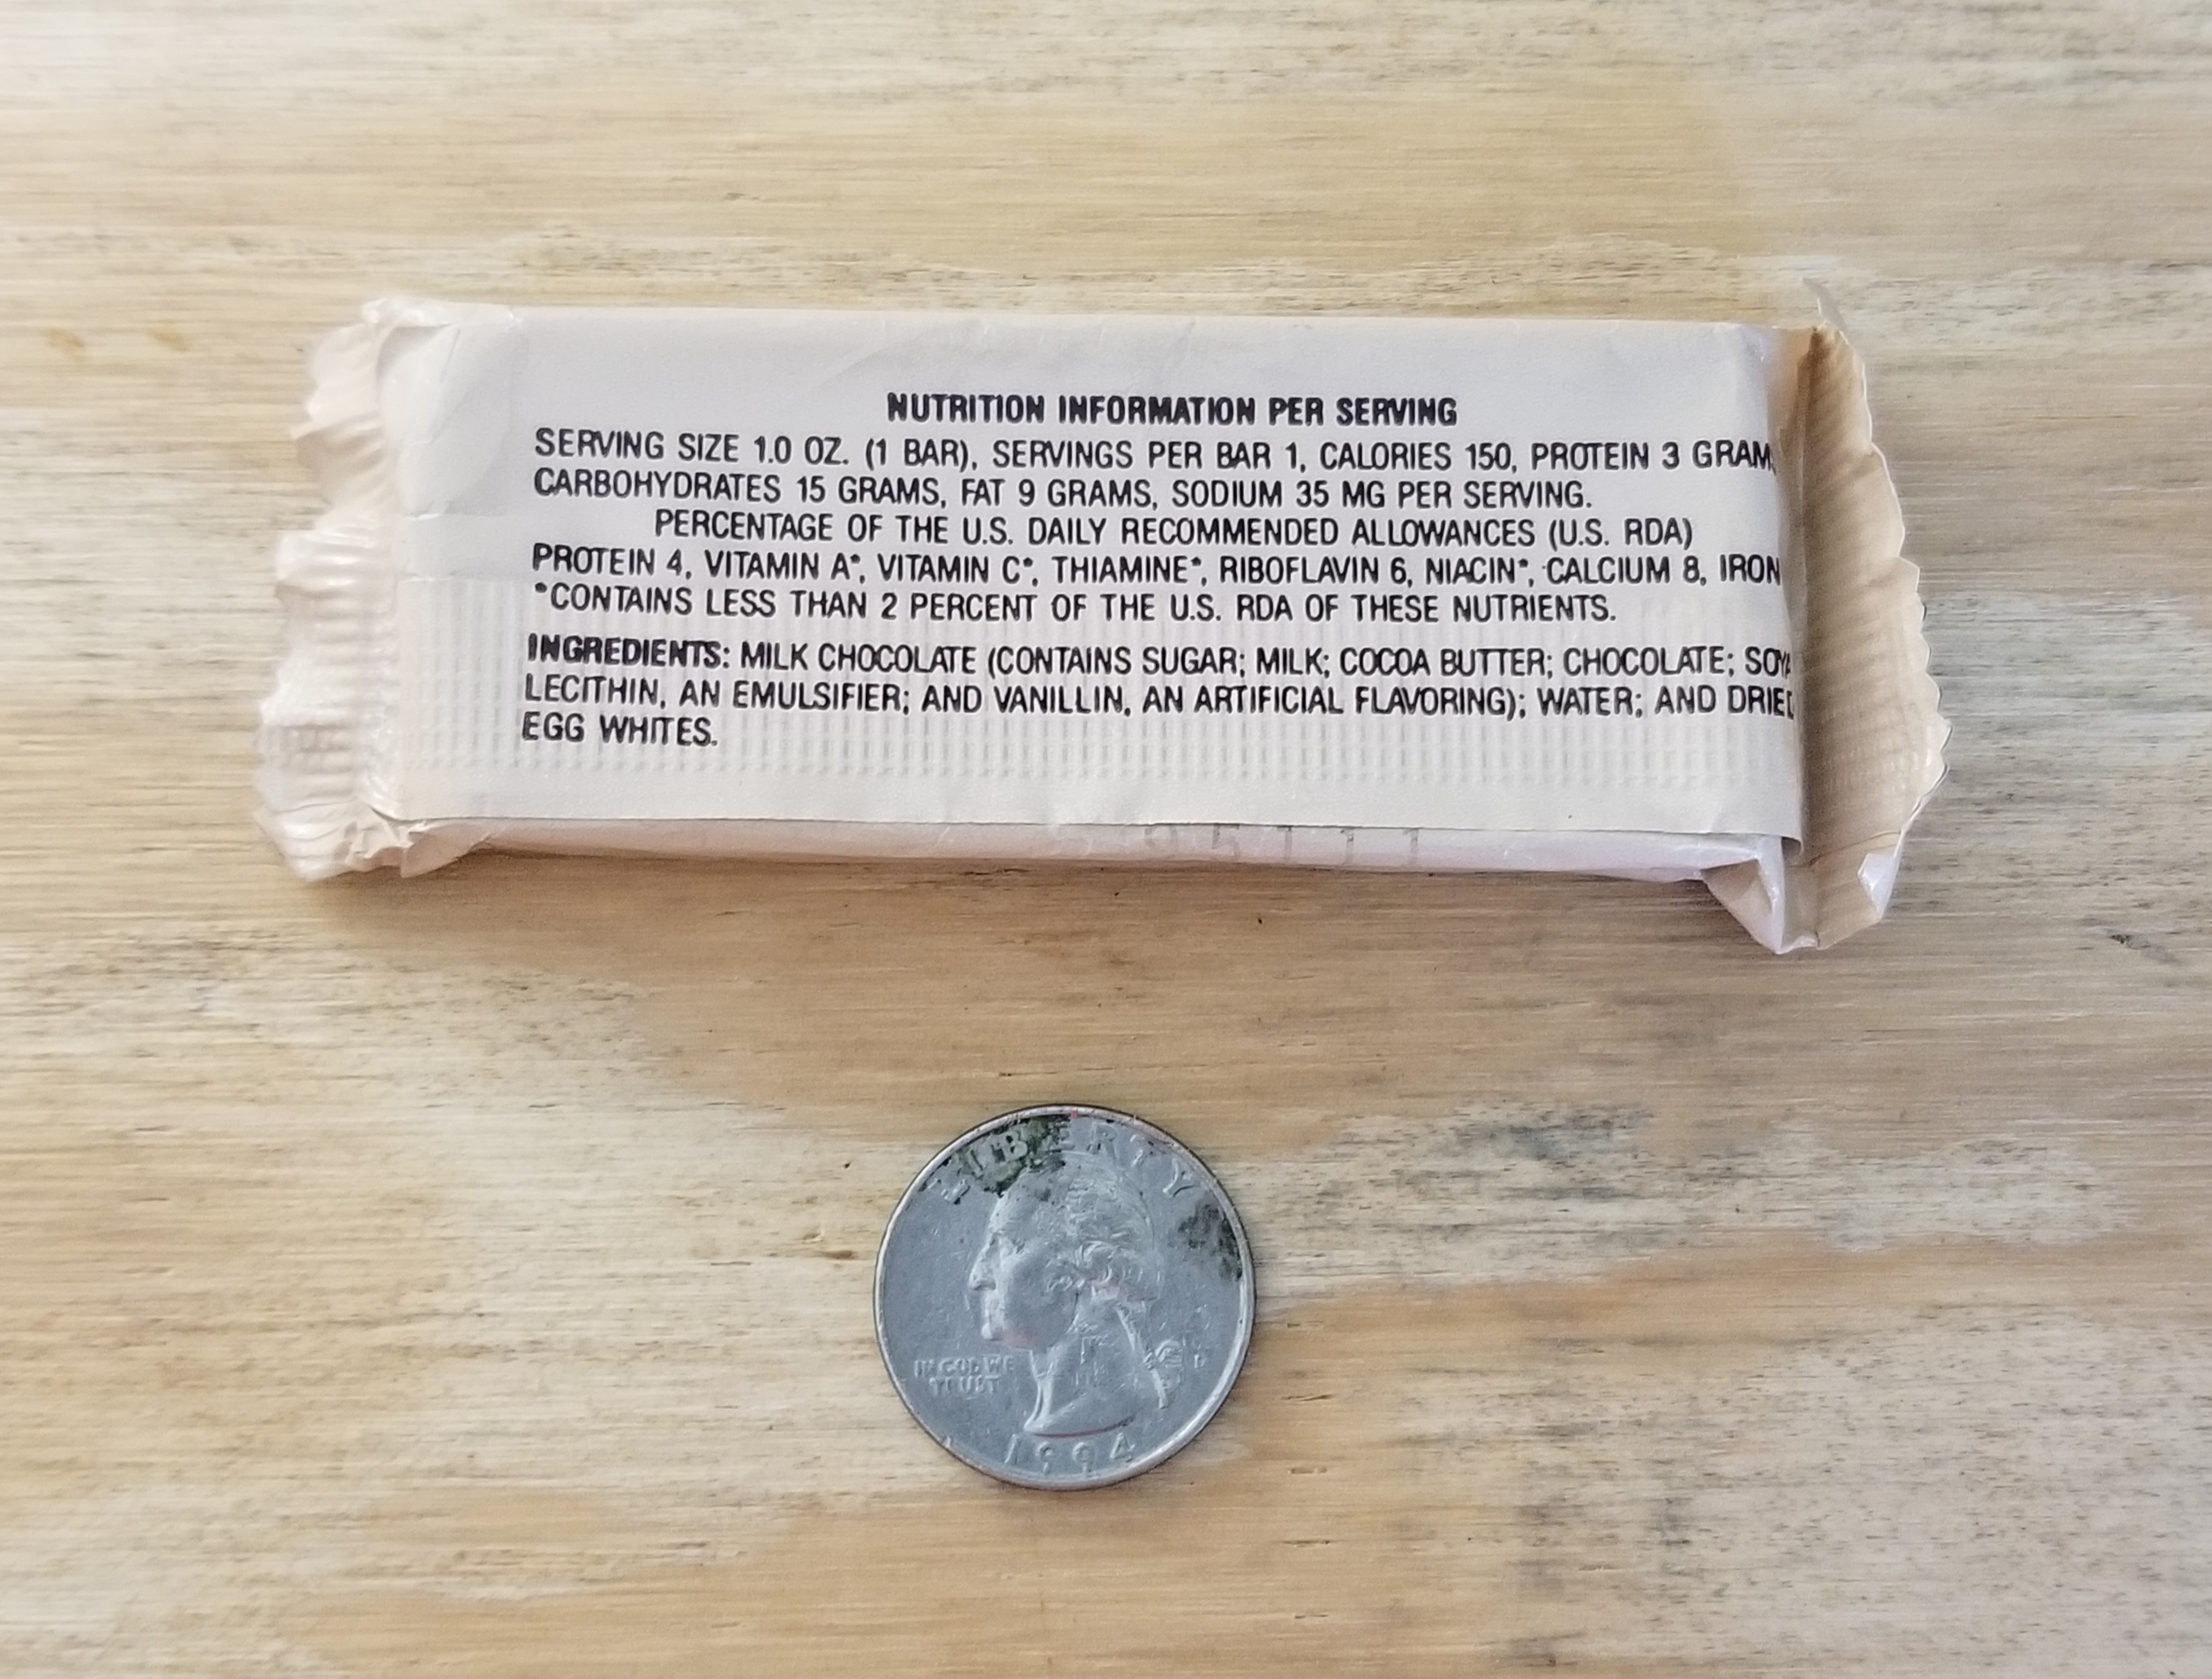 NUTRITION INFORMATION PER SERVING
SERVING SIZE 1.0 OZ. (1 BAR), SERVINGS PER BAR 1, CALORIES 150, PROTEIN 3 GRAM
CARBOHYDRATES 15 GRAMS, FAT 9 GRAMS, SODIUM 35 MG PER SERVING.
PERCENTAGE OF THE U.S. DAILY RECOMMENDED ALLOWANCES (U.S. RDA)
PROTEIN 4, VITAMIN A*, VITAMIN C*, THIAMINE*, RIBOFLAVIN 6, NIACIN*, CALCIUM 8, IRON
*CONTAINS LESS THAN 2 PERCENT OF THE U.S. RDA OF THESE NUTRIENTS.
INGREDIENTS: MILK CHOCOLATE (CONTAINS SUGAR; MILK; COCOA BUTTER; CHOCOLATE; SOYA
LECITHIN, AN EMULSIFIER; AND VANILLIN, AN ARTIFICIAL FLAVORING); WATER; AND DRIED
EGG WHITES.
LIBERTY
IN GOD WE
TRUST
D
1994